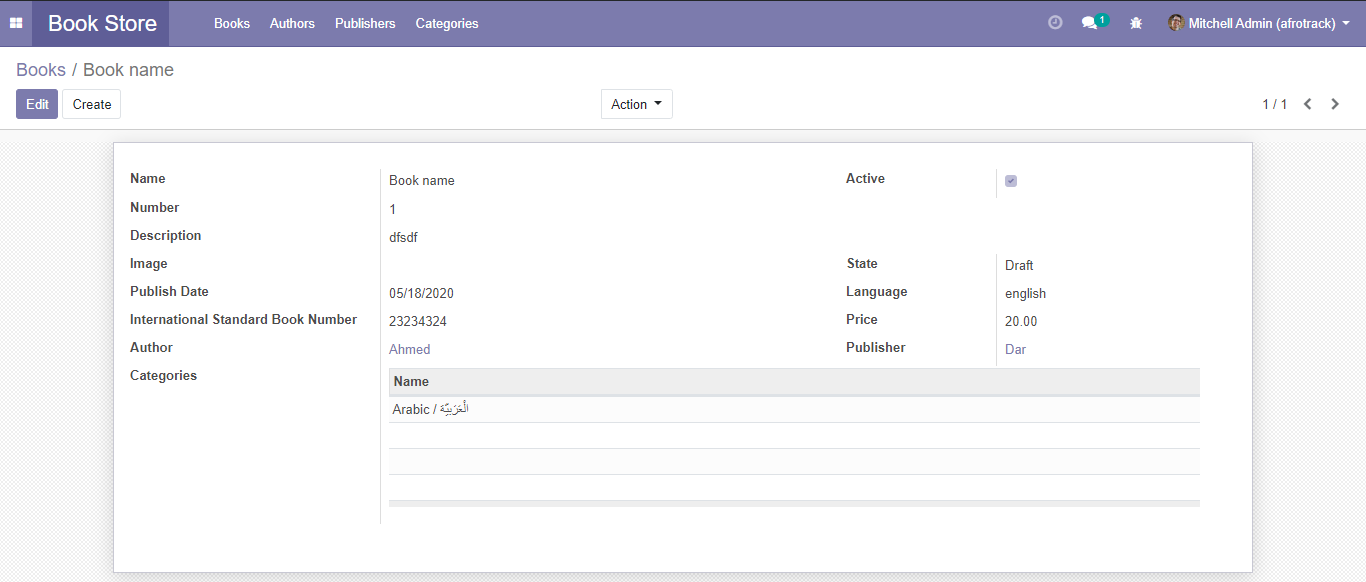 Book Store Books Authors Publishers Categories 1 Mitchell Admin (afrotrack)
Books / Book name
Edit Create Action 1 / 1
Name Book name Active
Number 1
Description dfsdf
Image State Draft
Publish Date 05/18/2020 Language english
International Standard Book Number 23234324 Price 20.00
Author Ahmed Publisher Dar
Categories Name
Arabic / الْعَرَبيّة